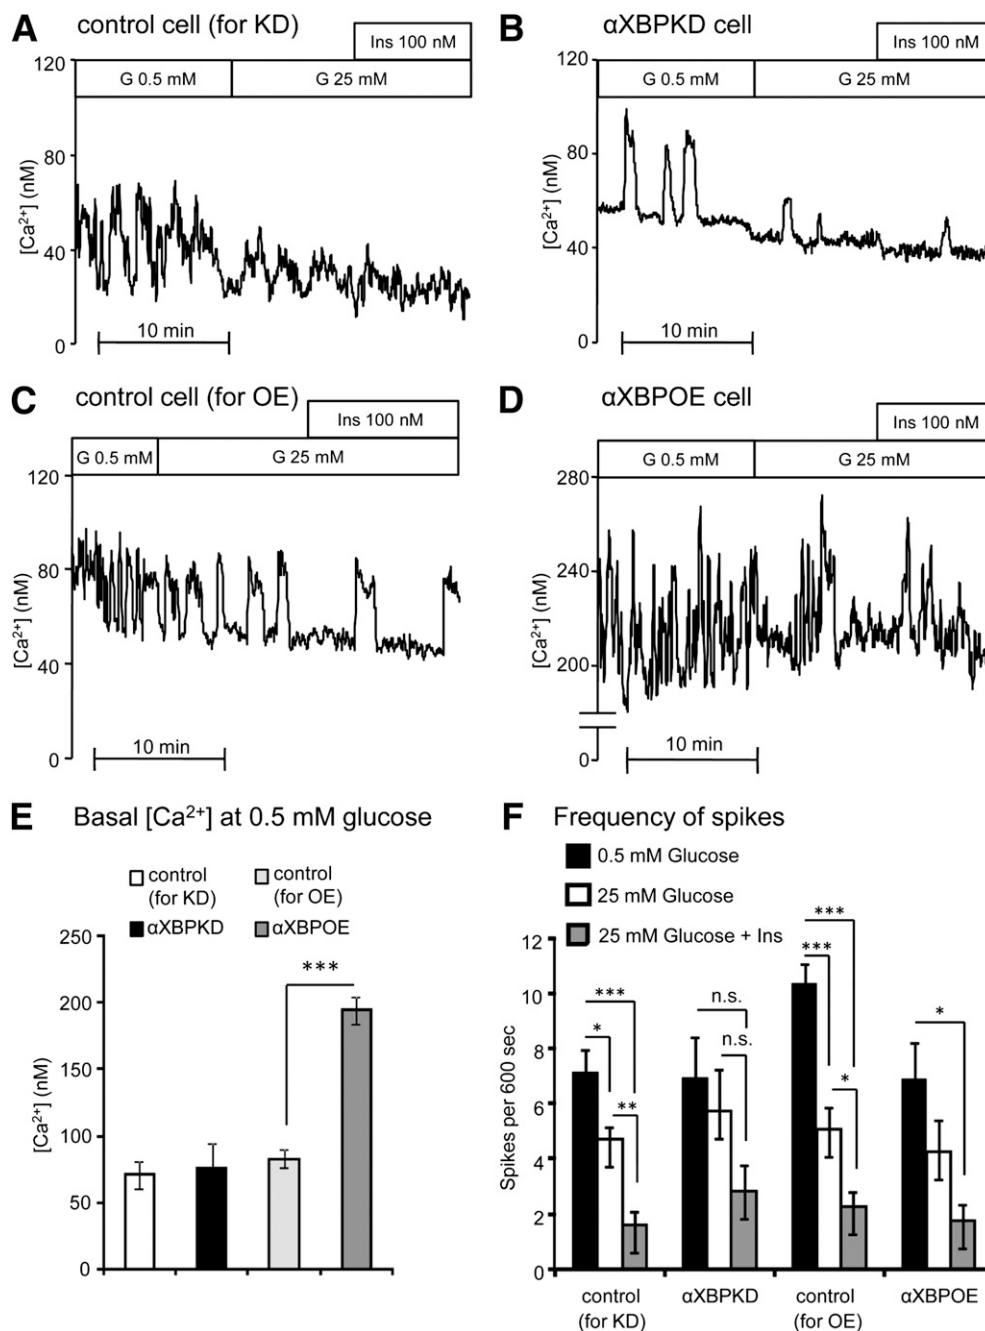 A control cell (for KD)
Ins 100 nM
G 0.5 mM G 25 mM
120
80
40
0
[Ca²⁺] (nM)
10 min
B αXBPKD cell
Ins 100 nM
G 0.5 mM G 25 mM
120
80
40
0
[Ca²⁺] (nM)
10 min
C control cell (for OE)
Ins 100 nM
G 0.5 mM G 25 mM
120
80
40
0
[Ca²⁺] (nM)
10 min
D αXBPOE cell
Ins 100 nM
G 0.5 mM G 25 mM
280
240
200
0
[Ca²⁺] (nM)
10 min
E Basal [Ca²⁺] at 0.5 mM glucose
control (for KD)
control (for OE)
αXBPKD
αXBPOE
250
200
150
100
50
0
[Ca²⁺] (nM)
***
F Frequency of spikes
0.5 mM Glucose
25 mM Glucose
25 mM Glucose + Ins
12
10
8
6
4
2
0
Spikes per 600 sec
***
*
**
n.s.
n.s.
***
***
*
*
control (for KD)
αXBPKD
control (for OE)
αXBPOE